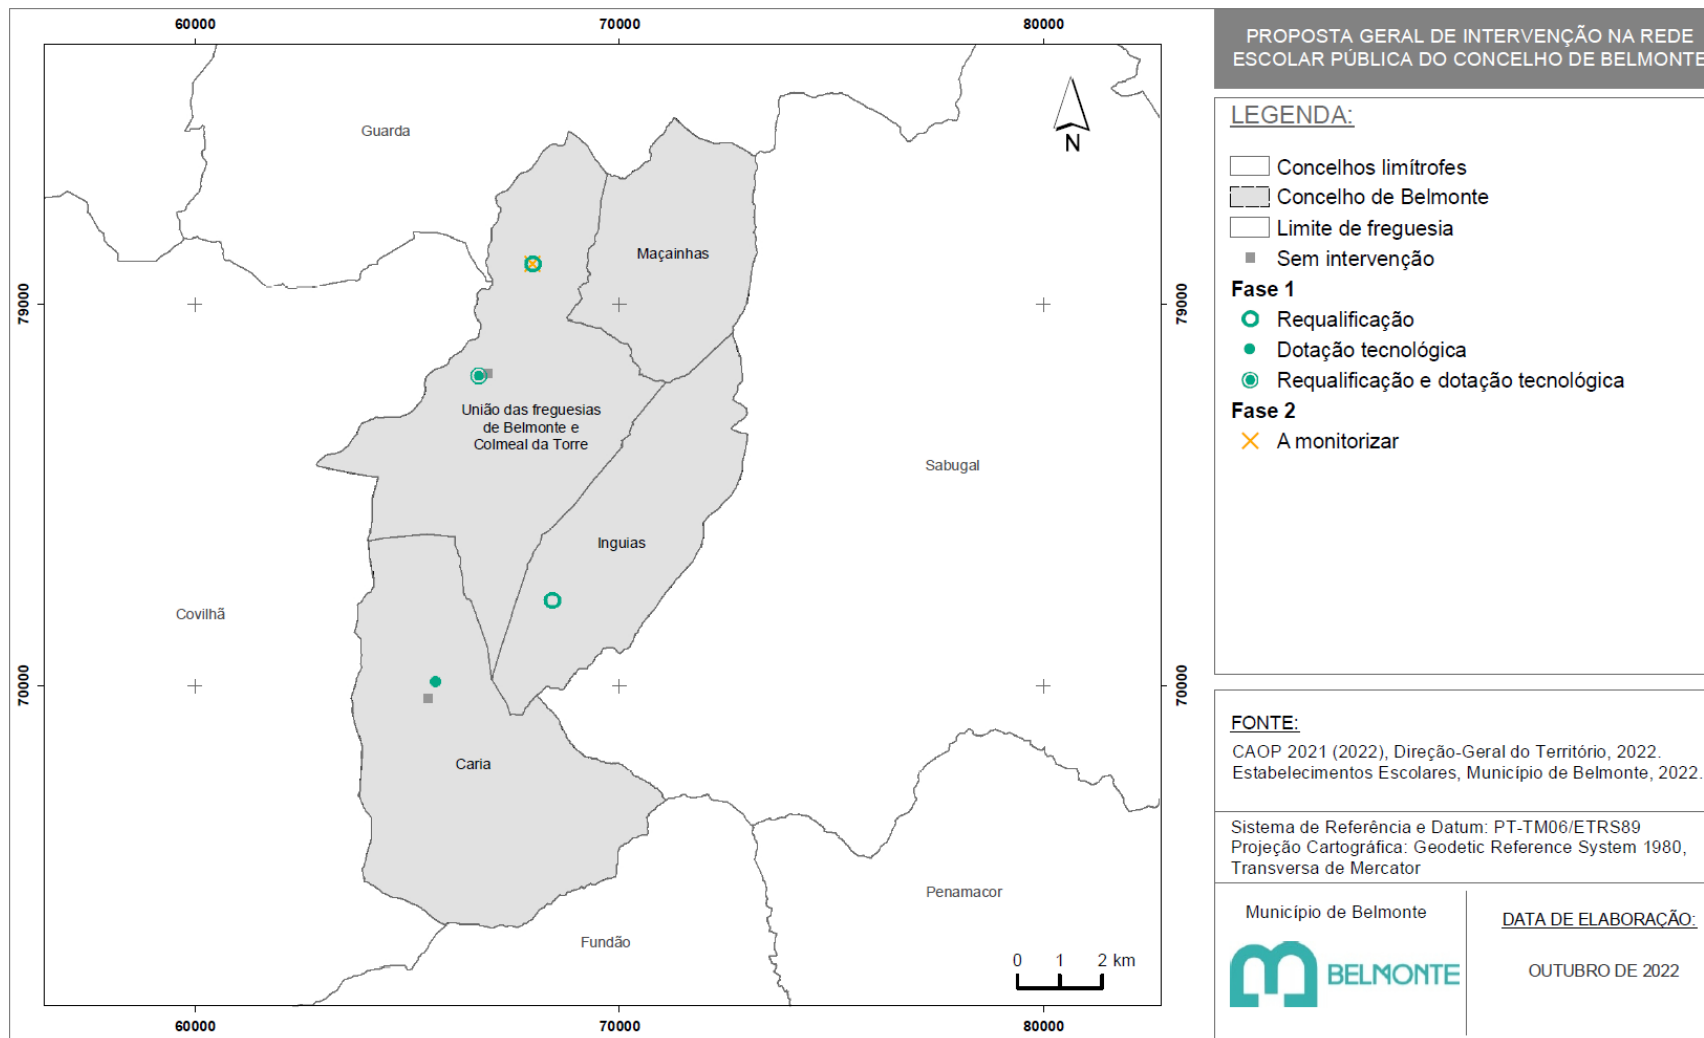 60000
70000
80000
Guarda
N
Maçainhas
79000
79000
União das freguesias
de Belmonte e
Colmeal da Torre
Sabugal
Inguias
Covilhã
70000
70000
Caria
Penamacor
Fundão
0 1 2 km
60000
70000
80000
PROPOSTA GERAL DE INTERVENÇÃO NA REDE
ESCOLAR PÚBLICA DO CONCELHO DE BELMONTE
LEGENDA:
Concelhos limítrofes
Concelho de Belmonte
Limite de freguesia
Sem intervenção
Fase 1
Requalificação
Dotação tecnológica
Requalificação e dotação tecnológica
Fase 2
A monitorizar
FONTE:
CAOP 2021 (2022), Direção-Geral do Território, 2022.
Estabelecimentos Escolares, Município de Belmonte, 2022.
Sistema de Referência e Datum: PT-TM06/ETRS89
Projeção Cartográfica: Geodetic Reference System 1980,
Transversa de Mercator
Município de Belmonte
BELMONTE
DATA DE ELABORAÇÃO:
OUTUBRO DE 2022